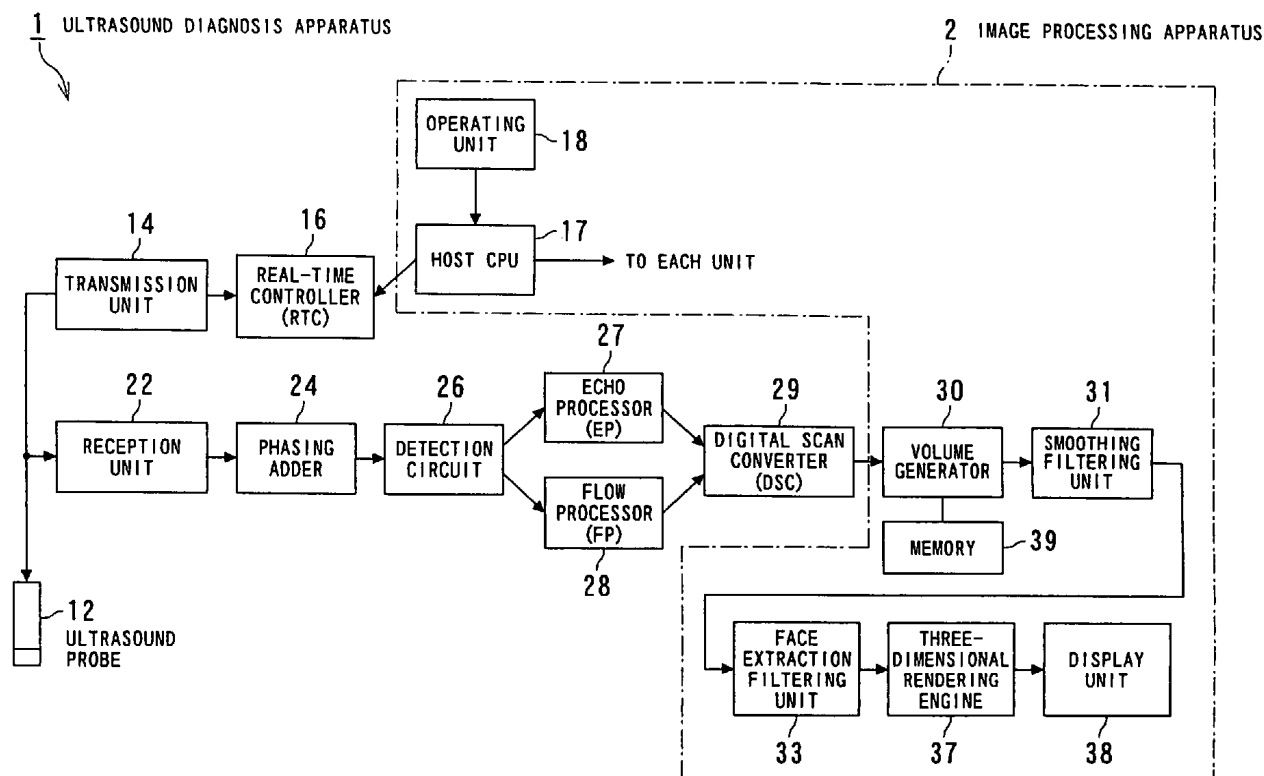 1 ULTRASOUND DIAGNOSIS APPARATUS
2 IMAGE PROCESSING APPARATUS
OPERATING
UNIT
18
14
16
17
TRANSMISSION
UNIT
REAL-TIME
CONTROLLER
(RTC)
HOST CPU
TO EACH UNIT
22
24
26
27
ECHO
PROCESSOR
(EP)
29
30
31
RECEPTION
UNIT
PHASING
ADDER
DETECTION
CIRCUIT
DIGITAL SCAN
CONVERTER
(DSC)
VOLUME
GENERATOR
SMOOTHING
FILTERING
UNIT
FLOW
PROCESSOR
(FP)
28
MEMORY
39
12
ULTRASOUND
PROBE
FACE
EXTRACTION
FILTERING
UNIT
THREE-
DIMENSIONAL
RENDERING
ENGINE
DISPLAY
UNIT
33
37
38